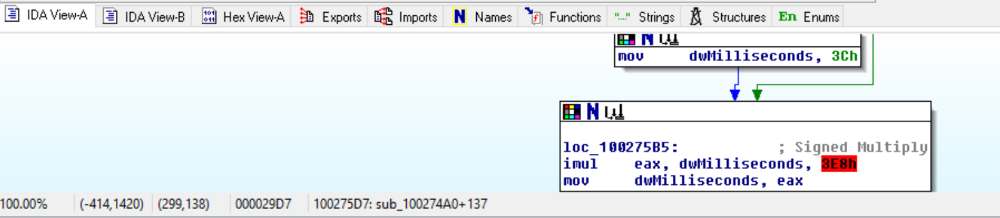 IDA View-A IDA View-B Hex View-A Exports Imports N Names Functions "..." Strings Structures En Enums
N
mov dwMilliseconds, 3Ch
N
loc_100275B5: ; Signed Multiply
imul eax, dwMilliseconds, 3E8h
mov dwMilliseconds, eax
100.00% (-414,1420) (299,138) 000029D7 100275D7: sub_100274A0+137